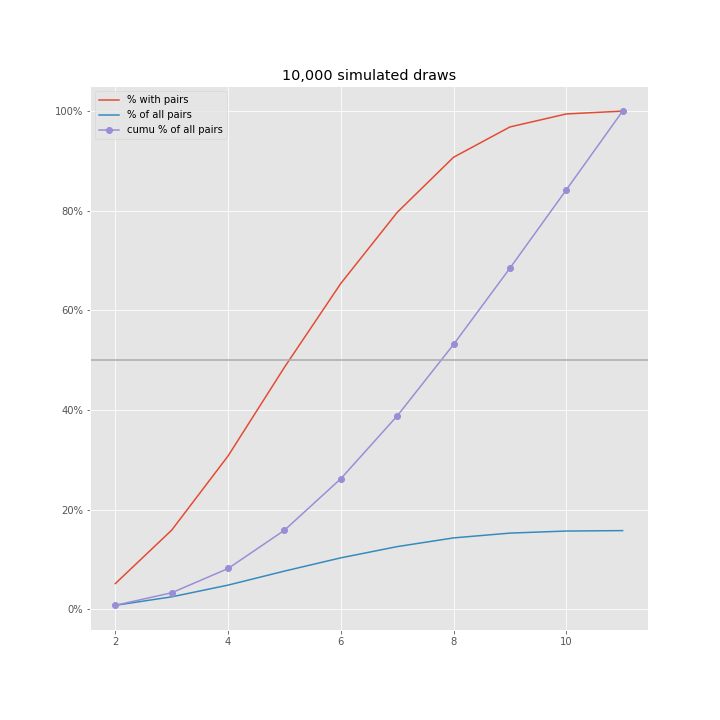 10,000 simulated draws
% with pairs
% of all pairs
cumu % of all pairs
100%
80%
60%
40%
20%
0%
2 4 6 8 10